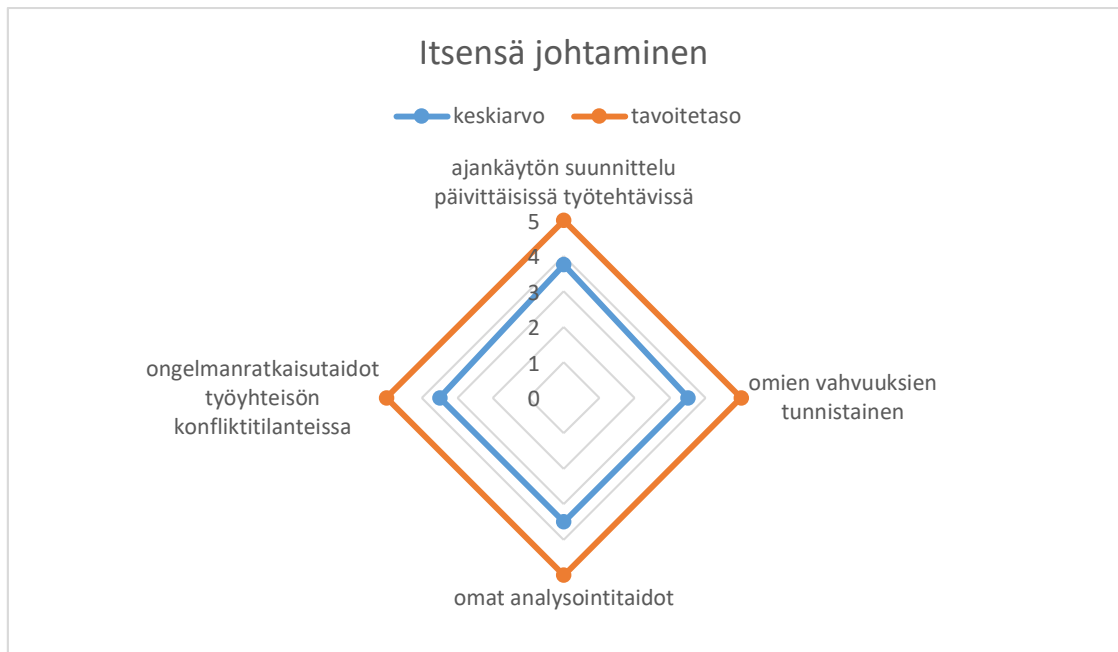 Itsensä johtaminen
keskiarvo tavoitetaso
ajankäytön suunnittelu
päivittäisissä työtehtävissä
5
4
3
2
1
0
omien vahvuuksien
tunnistainen
omat analysointitaidot
ongelmanratkaisutaidot
työyhteisön
konfliktitilanteissa